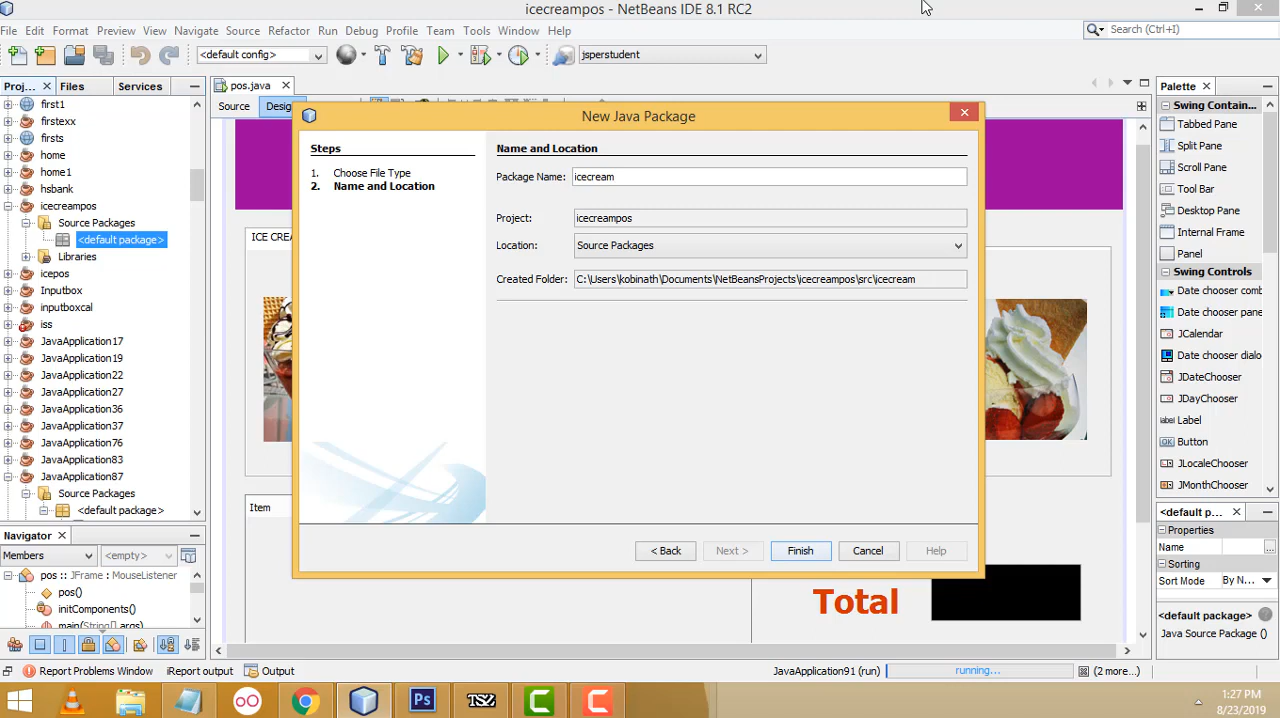 icecreampos - NetBeans IDE 8.1 RC2
File Edit Format Preview View Navigate Source Refactor Run Debug Profile Team Tools Window Help
Search (Ctrl+I)
<default config>
jsperstudent
Proj...
Files
Services
first1
firstexx
firsts
home
home1
hsbank
icecreampos
Source Packages
<default package>
Libraries
icepos
Inputbox
inputboxcal
iss
JavaApplication17
JavaApplication19
JavaApplication22
JavaApplication27
JavaApplication36
JavaApplication37
JavaApplication76
JavaApplication83
JavaApplication87
Source Packages
<default package>
Navigator
Members
<empty>
pos :: JFrame : MouseListener
pos()
initComponents()
main(String[] args)
pos.java
Source
Desig
ICE CREA
Item
Total
New Java Package
Steps
1. Choose File Type
2. Name and Location
Name and Location
Package Name: icecream
Project: icecreampos
Location: Source Packages
Created Folder: C:\Users\kobinath\Documents\NetBeansProjects\icecreampos\src\icecream
< Back
Next >
Finish
Cancel
Help
Palette
Swing Contain...
Tabbed Pane
Split Pane
Scroll Pane
Tool Bar
Desktop Pane
Internal Frame
Panel
Swing Controls
Date chooser comb
Date chooser pane
JCalendar
Date chooser dialo
JDateChooser
JDayChooser
label Label
OK Button
JLocaleChooser
JMonthChooser
<default p...
Properties
Name
Sorting
Sort Mode By N...
<default package>
Java Source Package ()
Report Problems Window
iReport output
Output
JavaApplication91 (run)
running...
(2 more...)
Ps
TS2
1:27 PM
8/23/2019